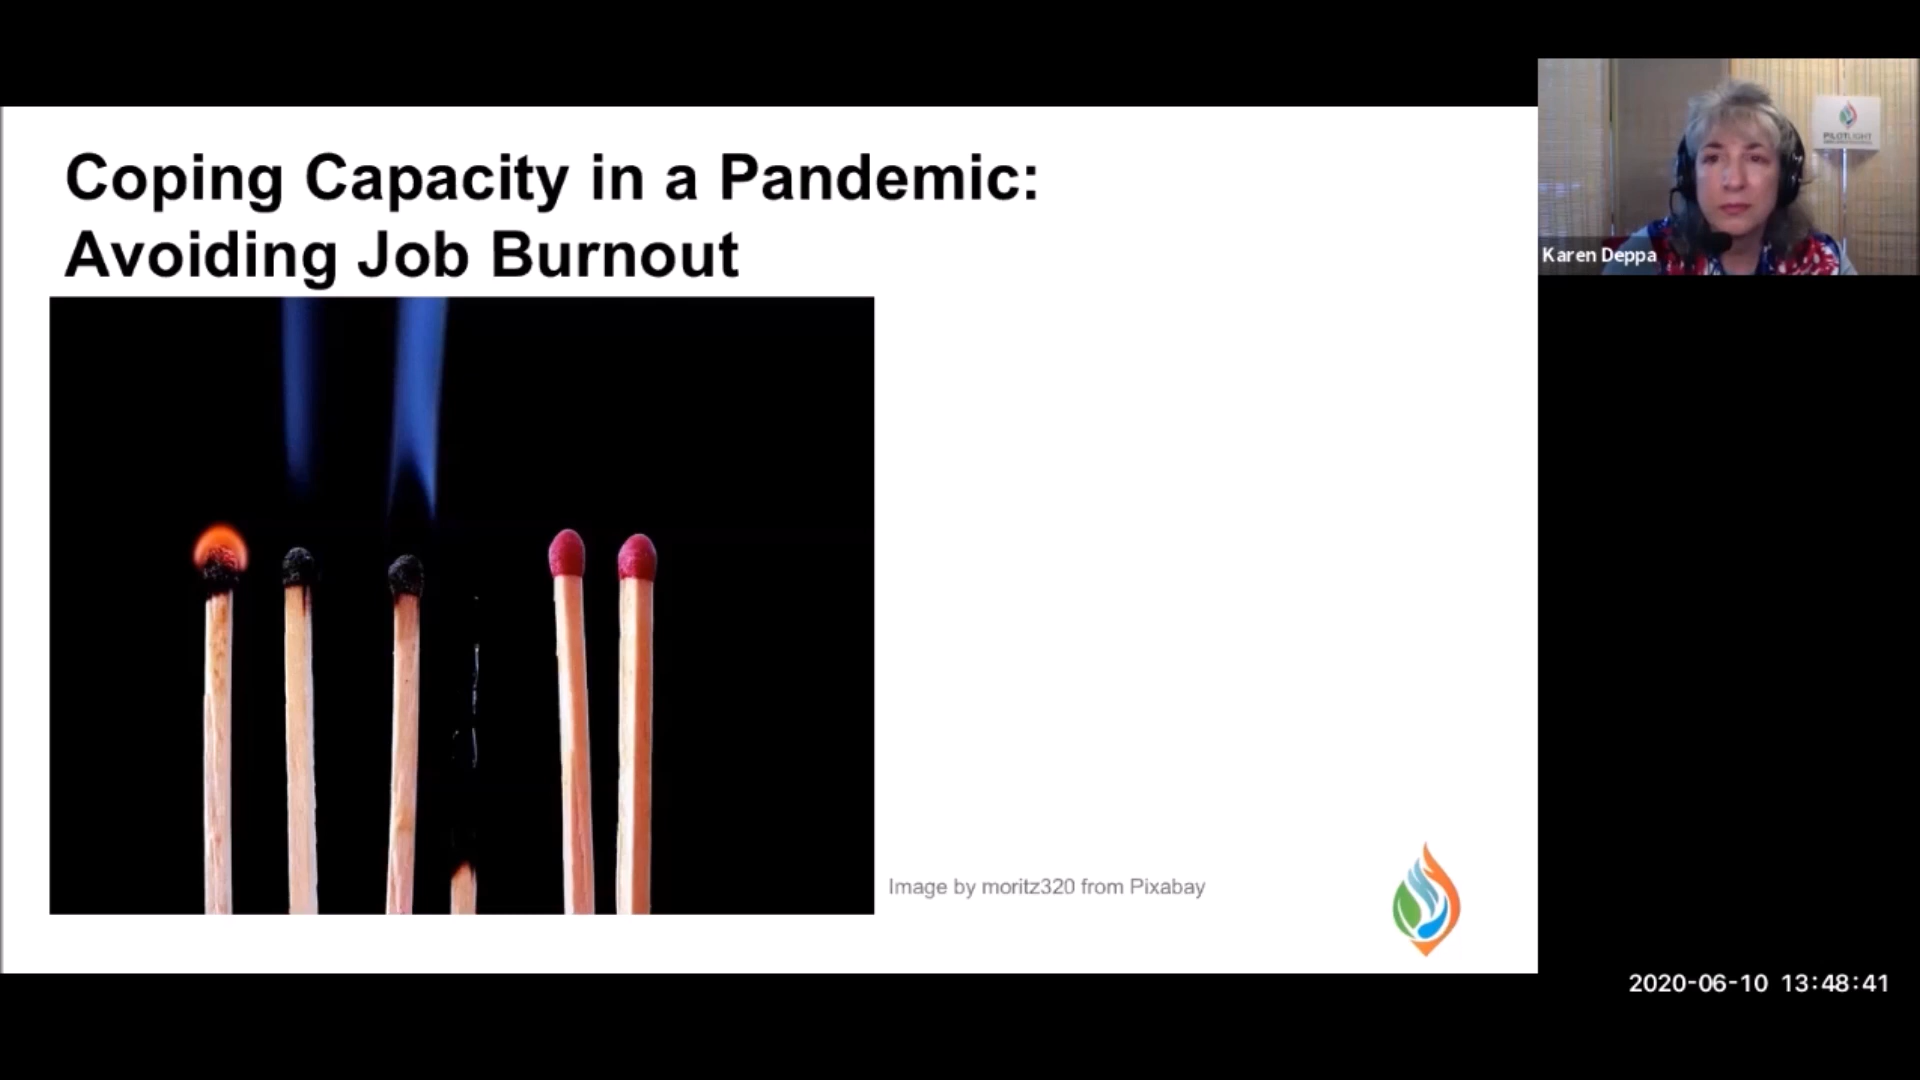 Coping Capacity in a Pandemic:
Avoiding Job Burnout
PILOTLIGHT
Karen Deppa
Image by moritz320 from Pixabay
2020-06-10 13:48:41